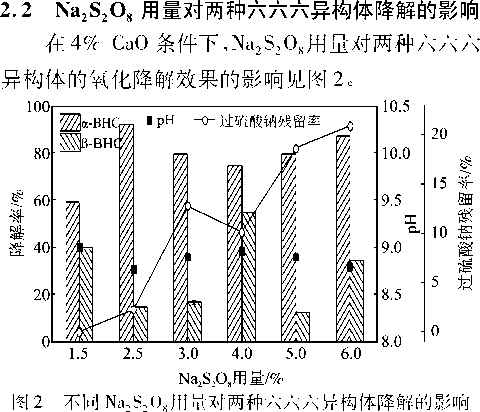 2.2 Na₂S₂O₈ 用量对两种六六六异构体降解的影响
在 4% CaO 条件下,Na₂S₂O₈用量对两种六六六
异构体的氧化降解效果的影响见图 2。
α-BHC
β-BHC
pH
过硫酸钠残留率
100
80
60
40
20
0
降解率/%
10.5
10.0
9.5
9.0
8.5
8.0
pH
20
15
10
5
0
过硫酸钠残留率/%
1.5 2.5 3.0 4.0 5.0 6.0
Na₂S₂O₈用量/%
图 2 不同 Na₂S₂O₈用量对两种六六六异构体降解的影响